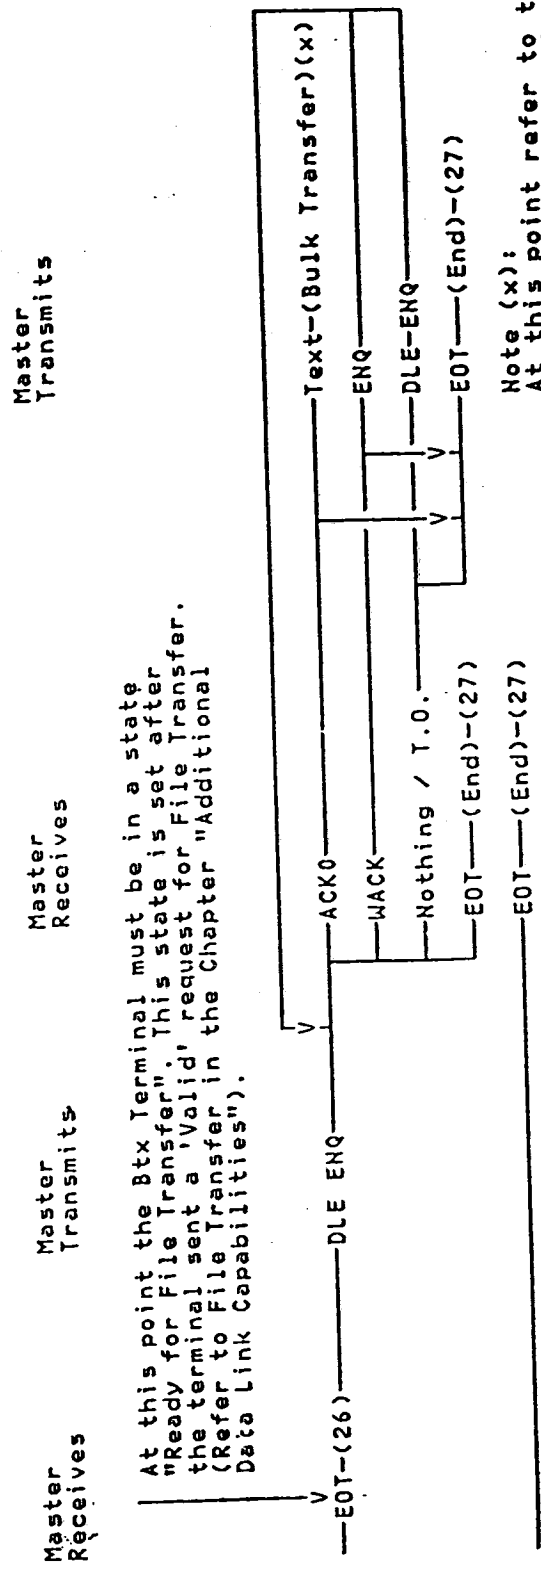 Master Master Master Master
Receives Transmits Receives Transmits
At this point the Btx Terminal must be in a state
"Ready for File Transfer". This state is set after
the terminal sent a 'Valid' request for File Transfer.
(Refer to File Transfer in the Chapter "Additional
Data Link Capabilities").
V
EOT-(26) DLE ENQ V ACK0 Text-(Bulk Transfer)(x)
WACK ENQ
Nothing / T.O. V V DLE-ENQ
EOT (End)-(27) EOT (End)-(27)
EOT (End)-(27)
Note (x):
At this point refer to t